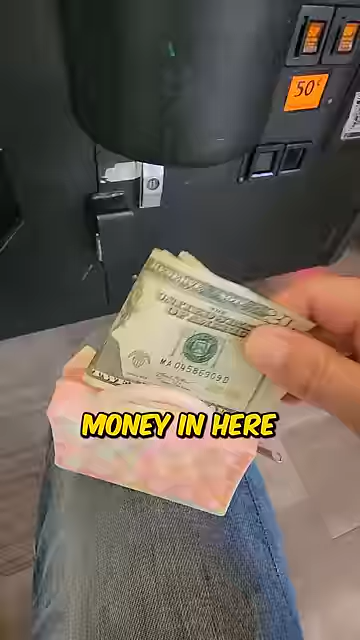 50¢
THE
UNITED STATES
OF AMERICA
MA 04586909 D
MONEY IN HERE